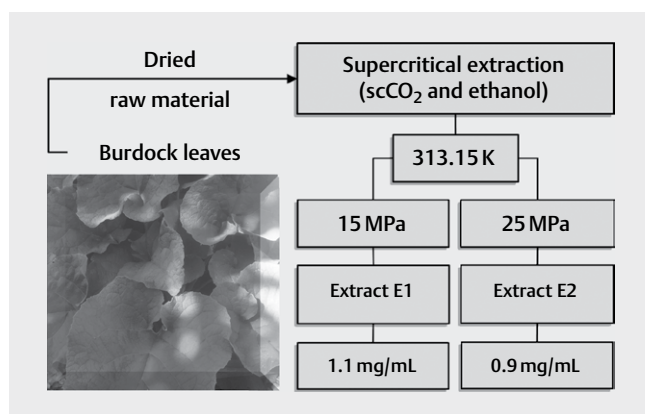 Dried
raw material
Burdock leaves
Supercritical extraction
(scCO₂ and ethanol)
313.15 K
15 MPa
25 MPa
Extract E1
Extract E2
1.1 mg/mL
0.9 mg/mL